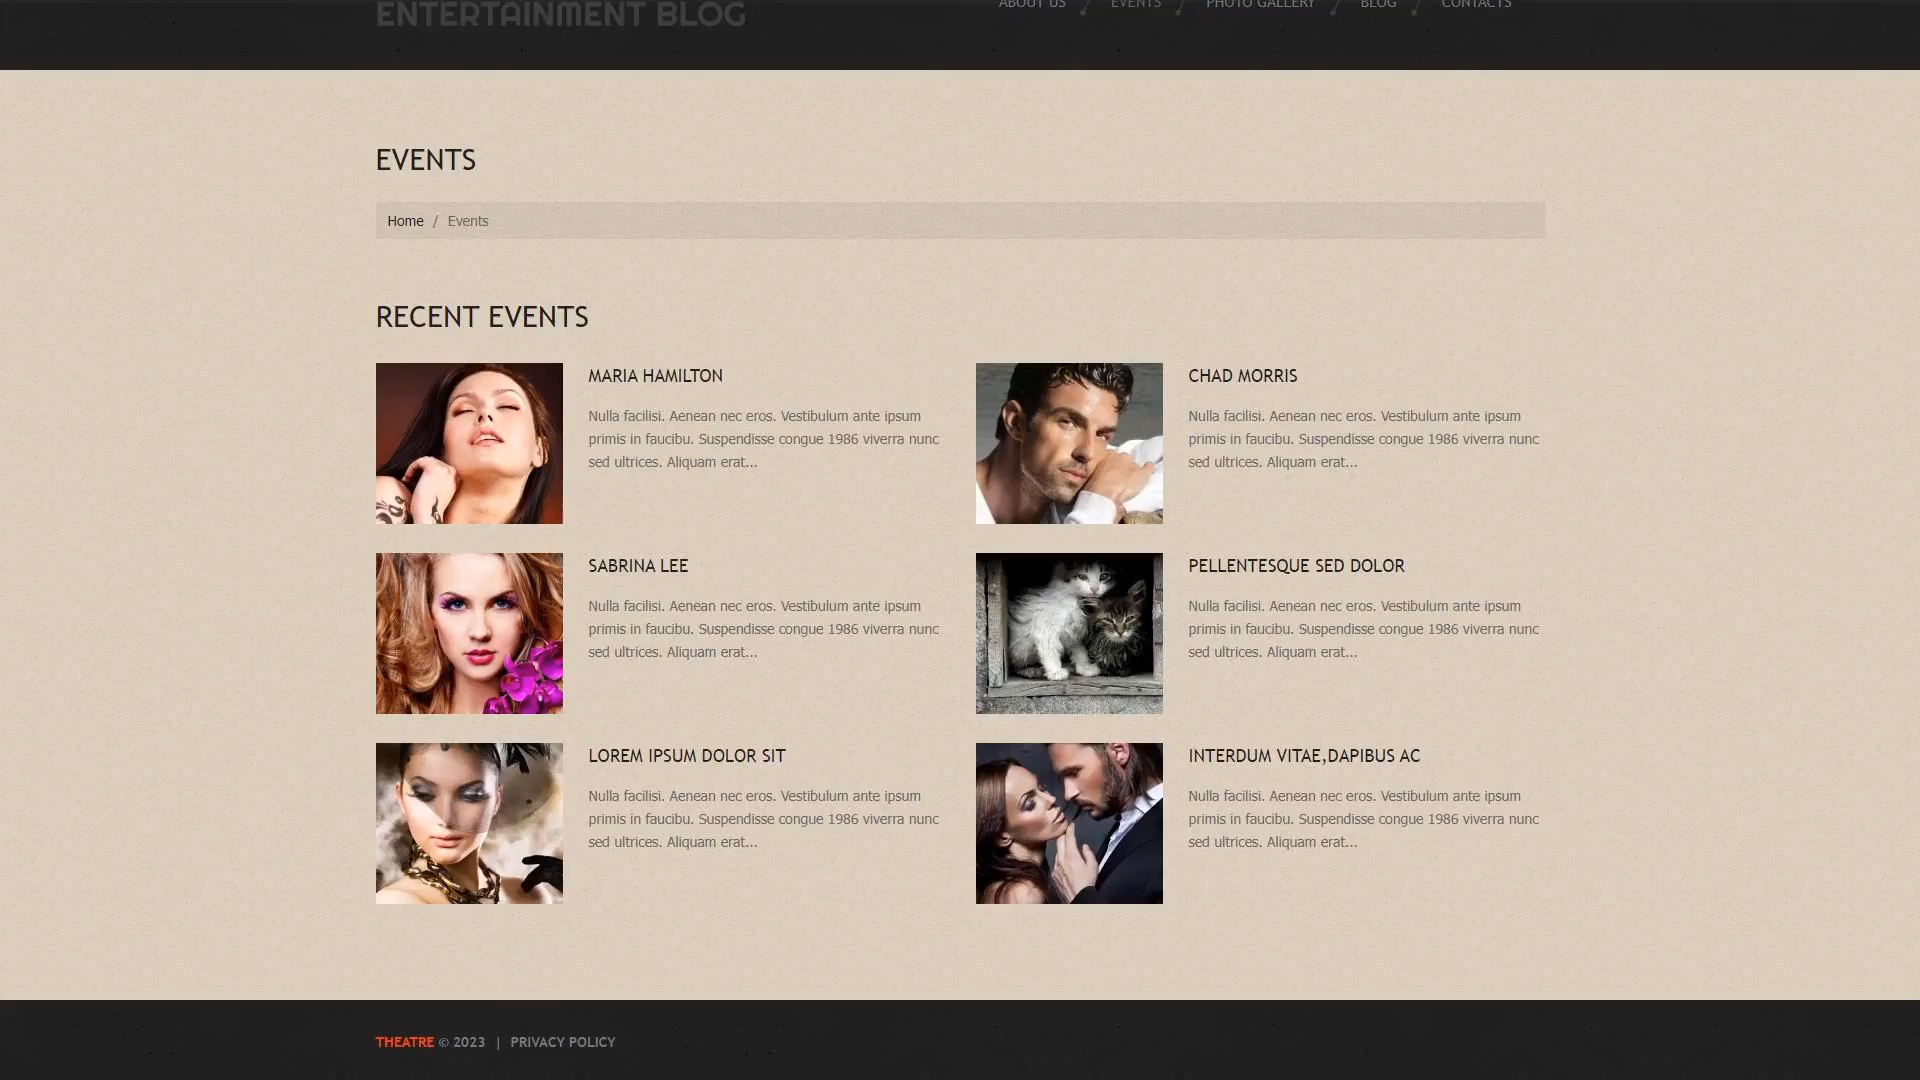 ENTERTAINMENT BLOG
ABOUT US / EVENTS / PHOTO GALLERY / BLOG / CONTACTS
EVENTS
Home / Events
RECENT EVENTS
MARIA HAMILTON
Nulla facilisi. Aenean nec eros. Vestibulum ante ipsum
primis in faucibu. Suspendisse congue 1986 viverra nunc
sed ultrices. Aliquam erat...
CHAD MORRIS
Nulla facilisi. Aenean nec eros. Vestibulum ante ipsum
primis in faucibu. Suspendisse congue 1986 viverra nunc
sed ultrices. Aliquam erat...
SABRINA LEE
Nulla facilisi. Aenean nec eros. Vestibulum ante ipsum
primis in faucibu. Suspendisse congue 1986 viverra nunc
sed ultrices. Aliquam erat...
PELLENTESQUE SED DOLOR
Nulla facilisi. Aenean nec eros. Vestibulum ante ipsum
primis in faucibu. Suspendisse congue 1986 viverra nunc
sed ultrices. Aliquam erat...
LOREM IPSUM DOLOR SIT
Nulla facilisi. Aenean nec eros. Vestibulum ante ipsum
primis in faucibu. Suspendisse congue 1986 viverra nunc
sed ultrices. Aliquam erat...
INTERDUM VITAE,DAPIBUS AC
Nulla facilisi. Aenean nec eros. Vestibulum ante ipsum
primis in faucibu. Suspendisse congue 1986 viverra nunc
sed ultrices. Aliquam erat...
THEATRE © 2023 | PRIVACY POLICY